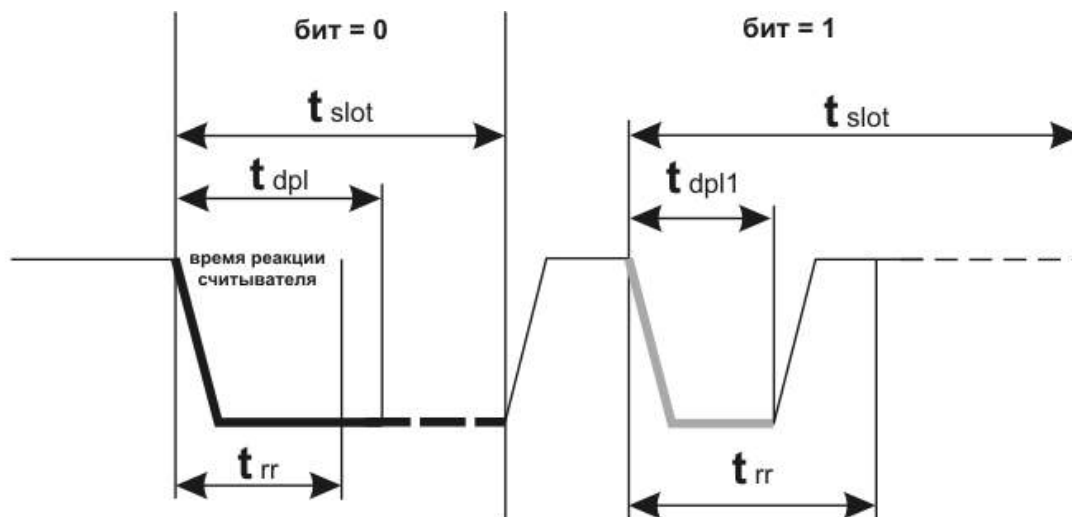 бит = 0
бит = 1
t slot
t slot
t dpl
t dpl1
время реакции
считывателя
t rr
t rr